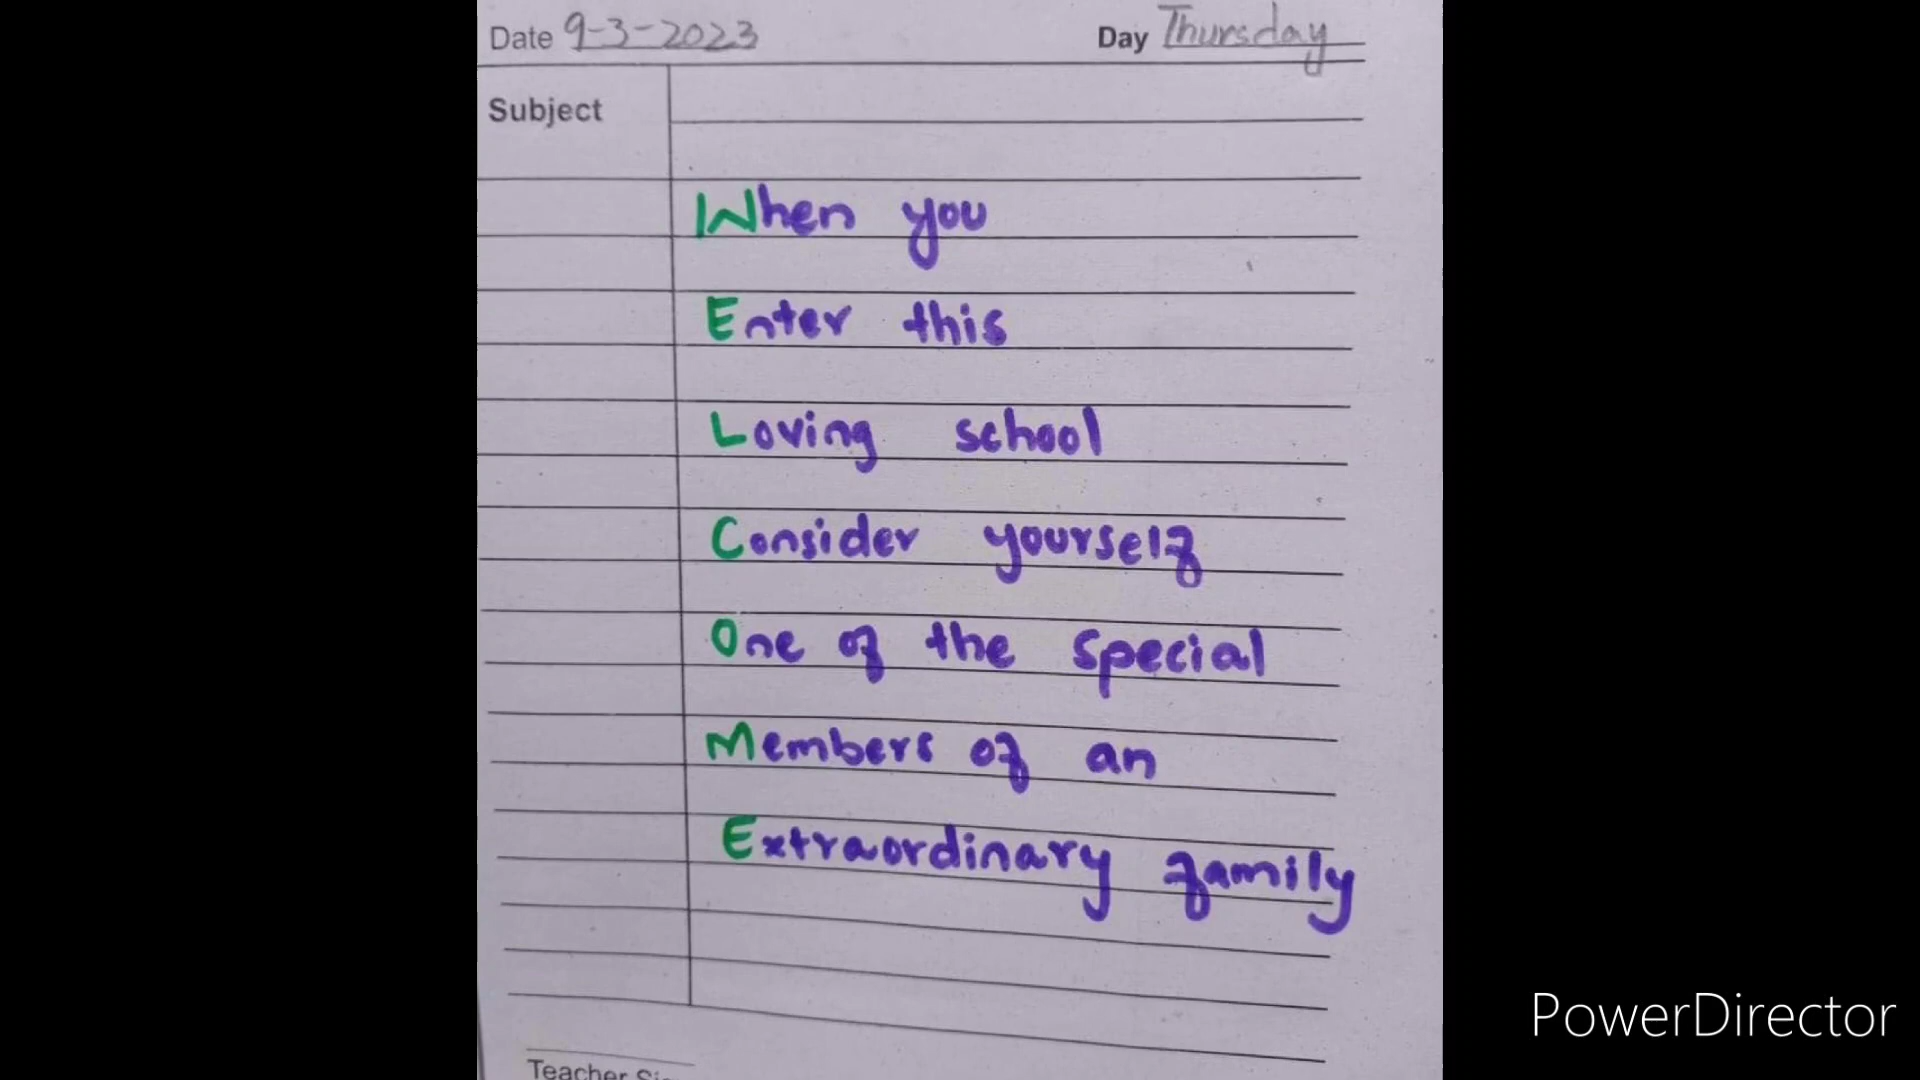 Date 9-3-2023 Day Thursday
Subject
When you
Enter this
Loving school
Consider yourself
One of the special
Members of an
Extraordinary family
Teacher
PowerDirector